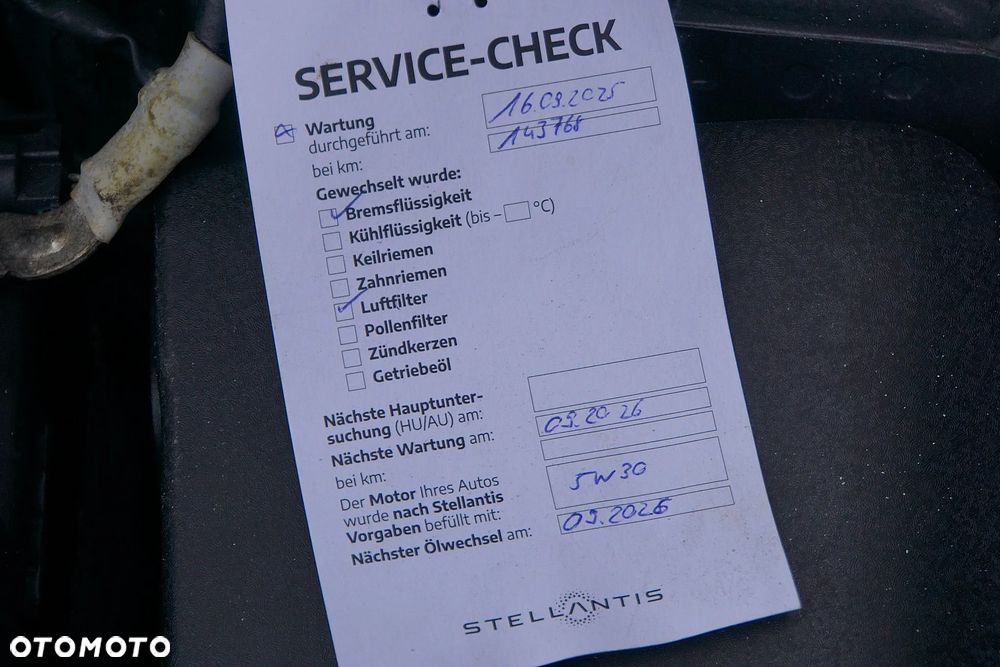 SERVICE-CHECK
Wartung 16.09.2025
durchgeführt am:
bei km: 143768
Gewechselt wurde:
Bremsflüssigkeit
Kühlflüssigkeit (bis – °C)
Keilriemen
Zahnriemen
Luftfilter
Pollenfilter
Zündkerzen
Getriebeöl
Nächste Hauptunter-
suchung (HU/AU) am:
Nächste Wartung am: 09.2026
bei km:
Der Motor Ihres Autos
wurde nach Stellantis 5W30
Vorgaben befüllt mit:
Nächster Ölwechsel am: 09.2026
STELLANTIS
OTOMOTO